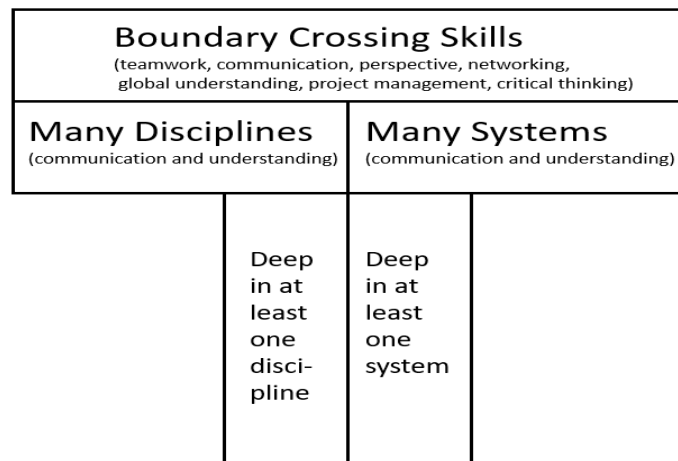 Boundary Crossing Skills
(teamwork, communication, perspective, networking,
global understanding, project management, critical thinking)
Many Disciplines
(communication and understanding)
Many Systems
(communication and understanding)
Deep
in at
least
one
disci-
pline
Deep
in at
least
one
system